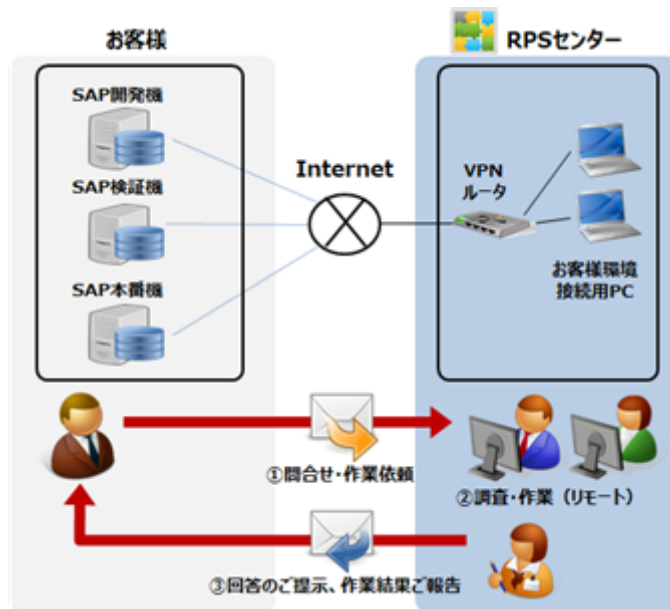 お客様
RPSセンター
SAP開発機
SAP検証機
SAP本番機
Internet
VPN
ルータ
お客様環境
接続用PC
①問合せ・作業依頼
②調査・作業（リモート）
③回答のご提示、作業結果ご報告